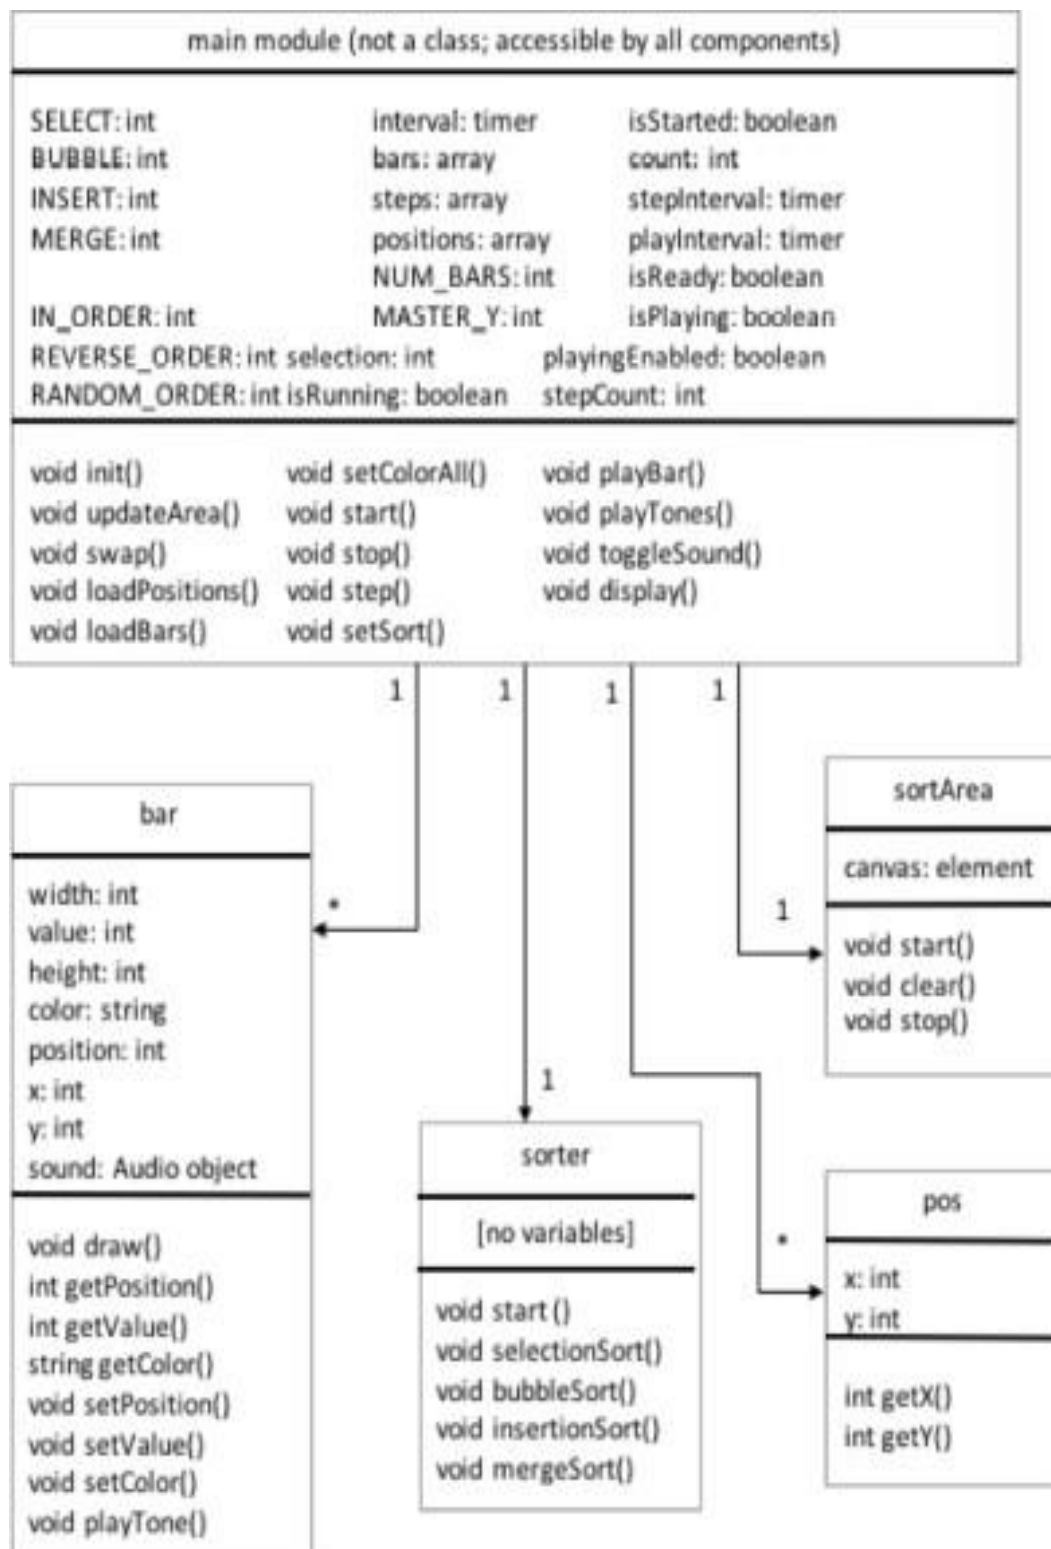 main module (not a class; accessible by all components)
SELECT: int interval: timer isStarted: boolean
BUBBLE: int bars: array count: int
INSERT: int steps: array stepInterval: timer
MERGE: int positions: array playInterval: timer
NUM_BARS: int isReady: boolean
IN_ORDER: int MASTER_Y: int isPlaying: boolean
REVERSE_ORDER: int selection: int playingEnabled: boolean
RANDOM_ORDER: int isRunning: boolean stepCount: int
void init() void setColorAll() void playBar()
void updateArea() void start() void playTones()
void swap() void stop() void toggleSound()
void loadPositions() void step() void display()
void loadBars() void setSort()
1 1 1 1
bar
width: int
value: int
height: int
color: string
position: int
x: int
y: int
sound: Audio object
void draw()
int getPosition()
int getValue()
string getColor()
void setPosition()
void setValue()
void setColor()
void playTone()
*
1
sorter
[no variables]
void start()
void selectionSort()
void bubbleSort()
void insertionSort()
void mergeSort()
1
sortArea
canvas: element
void start()
void clear()
void stop()
*
pos
x: int
y: int
int getX()
int getY()